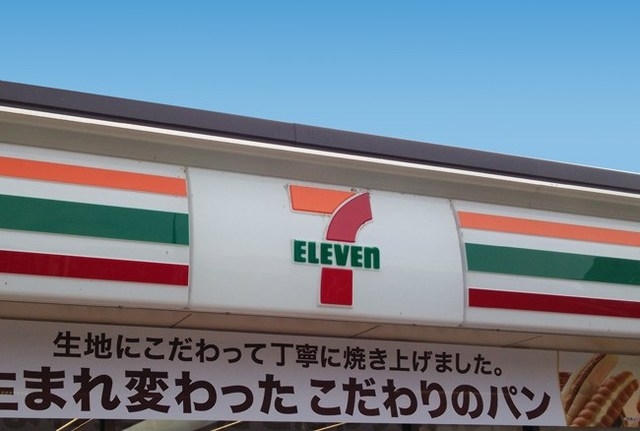 7
ELEVEn
生地にこだわって丁寧に焼き上げました。
生まれ変わったこだわりのパン